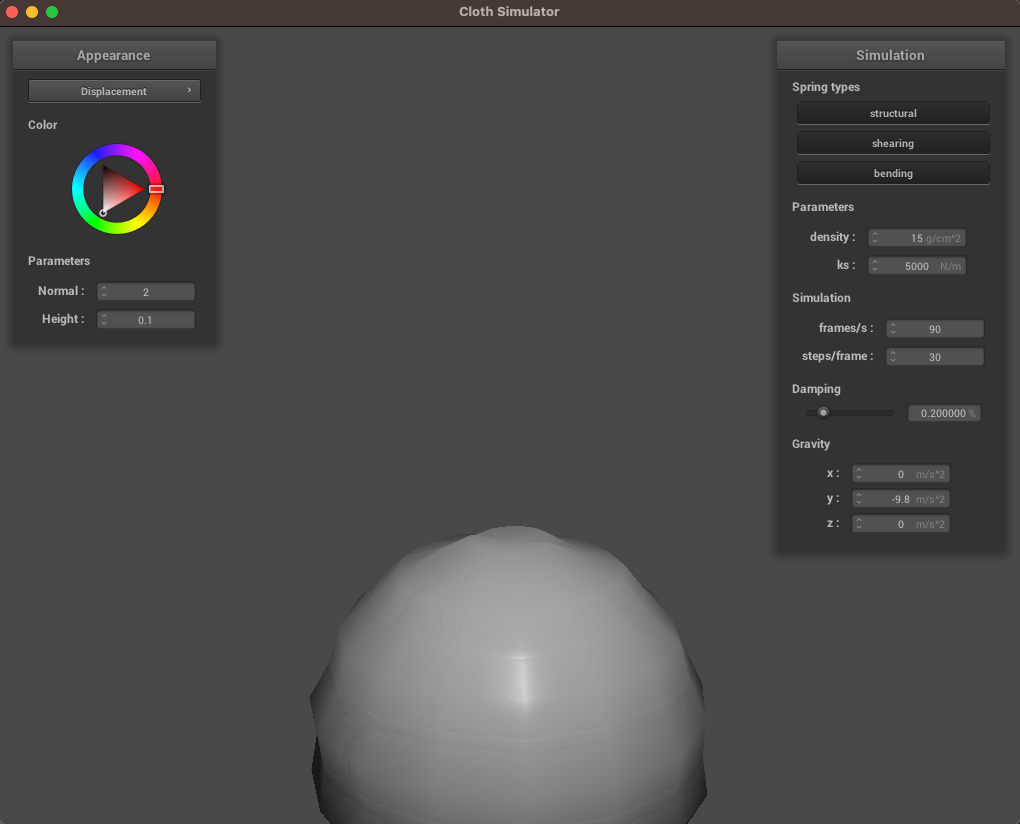 Cloth Simulator
Appearance
Displacement
Color
Parameters
Normal : 2
Height : 0.1
Simulation
Spring types
structural
shearing
bending
Parameters
density : 15 g/cm^2
ks : 5000 N/m
Simulation
frames/s : 90
steps/frame : 30
Damping
0.200000 %
Gravity
x : 0 m/s^2
y : -9.8 m/s^2
z : 0 m/s^2